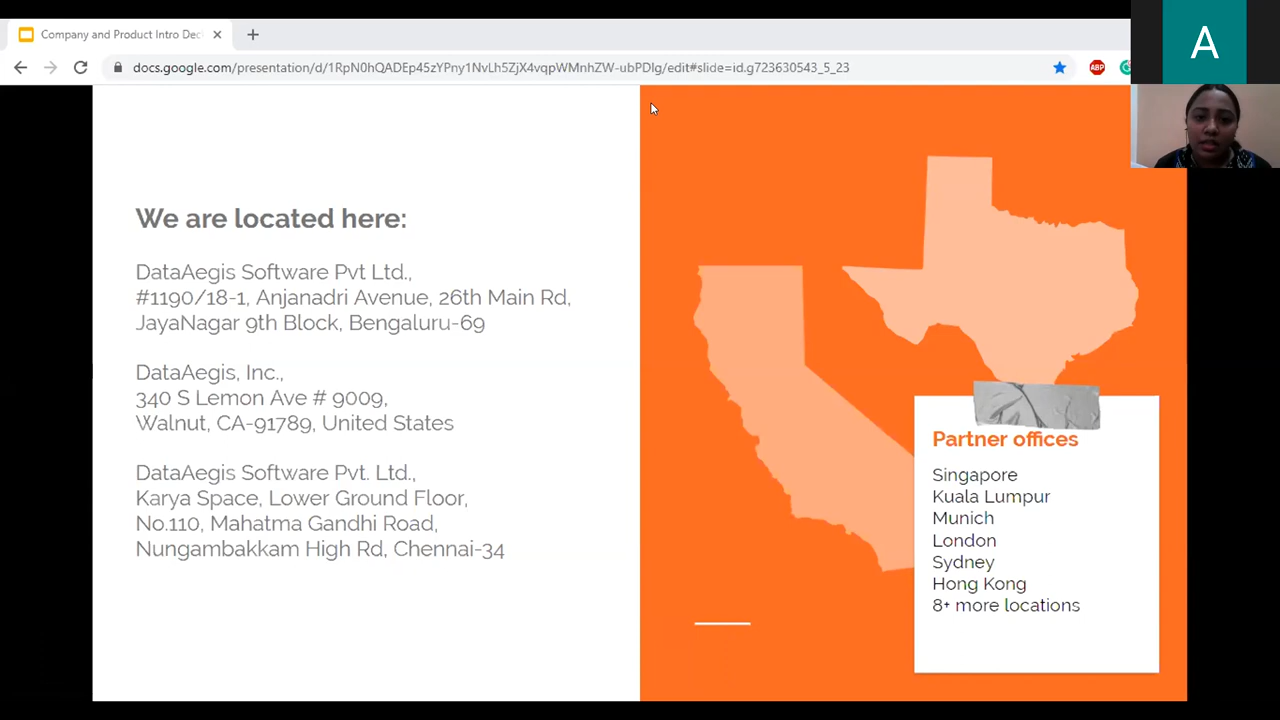 Company and Product Intro Dec
docs.google.com/presentation/d/1RpN0hQADEp45zYPny1NvLh5ZjX4vqpWMnhZW-ubPDIg/edit#slide=id.g723630543_5_23
ABP
A
We are located here:
DataAegis Software Pvt Ltd.,
#1190/18-1, Anjanadri Avenue, 26th Main Rd,
JayaNagar 9th Block, Bengaluru-69
DataAegis, Inc.,
340 S Lemon Ave # 9009,
Walnut, CA-91789, United States
DataAegis Software Pvt. Ltd.,
Karya Space, Lower Ground Floor,
No.110, Mahatma Gandhi Road,
Nungambakkam High Rd, Chennai-34
Partner offices
Singapore
Kuala Lumpur
Munich
London
Sydney
Hong Kong
8+ more locations